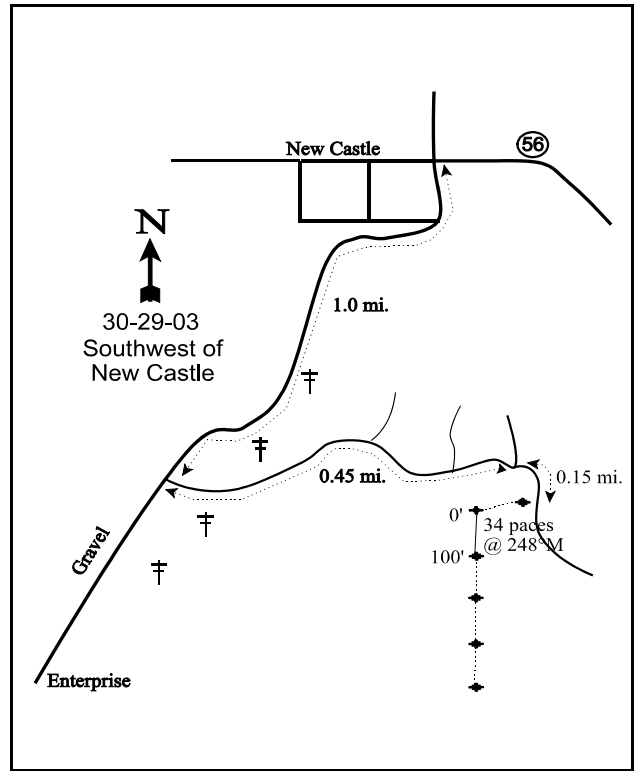 New Castle
56
N
30-29-03
Southwest of
New Castle
1.0 mi.
0.45 mi.
0.15 mi.
0'
34 paces
@ 248°M
100'
Gravel
Enterprise